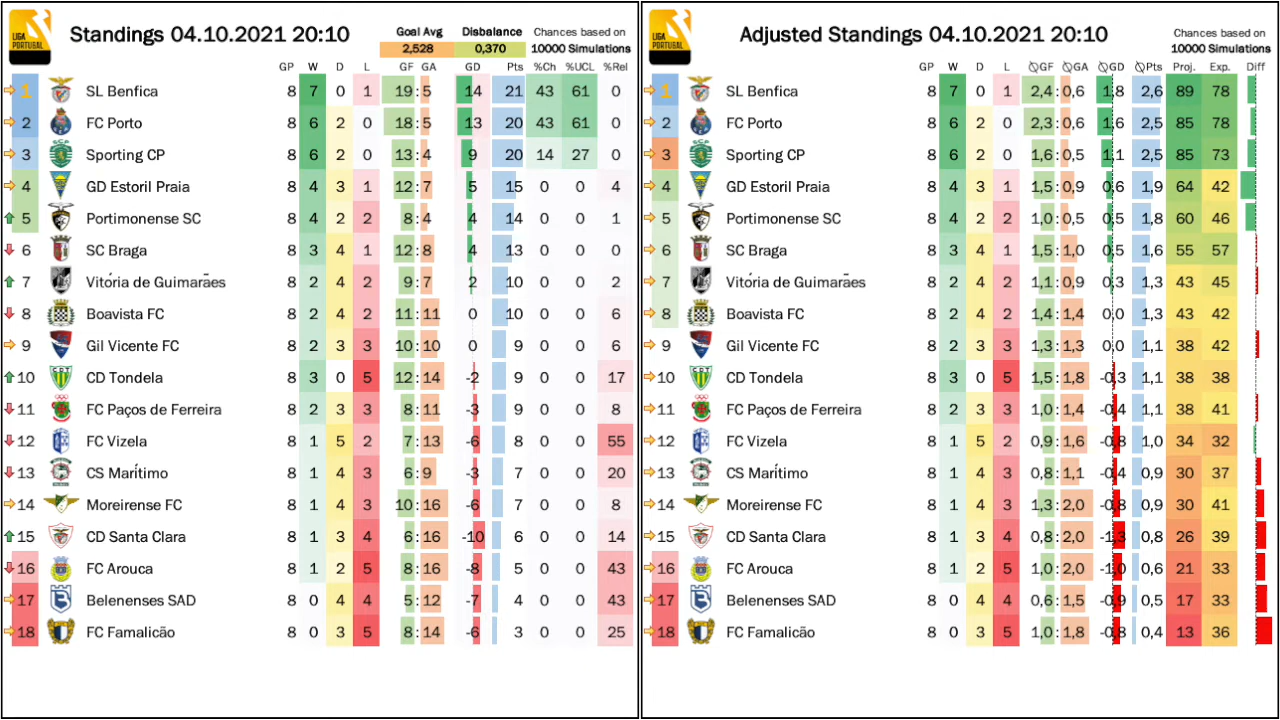 LIGA
PORTUGAL
Standings 04.10.2021 20:10
Goal Avg Disbalance Chances based on
2,528 0,370 10000 Simulations
GP W D L GF GA GD Pts %Ch %UCL %Rel
1 SL Benfica 8 7 0 1 19 : 5 14 21 43 61 0
2 FC Porto 8 6 2 0 18 : 5 13 20 43 61 0
3 Sporting CP 8 6 2 0 13 : 4 9 20 14 27 0
4 GD Estoril Praia 8 4 3 1 12 : 7 5 15 0 0 4
5 Portimonense SC 8 4 2 2 8 : 4 4 14 0 0 1
6 SC Braga 8 3 4 1 12 : 8 4 13 0 0 0
7 Vitória de Guimarães 8 2 4 2 9 : 7 2 10 0 0 2
8 Boavista FC 8 2 4 2 11 : 11 0 10 0 0 6
9 Gil Vicente FC 8 2 3 3 10 : 10 0 9 0 0 6
10 CD Tondela 8 3 0 5 12 : 14 -2 9 0 0 17
11 FC Paços de Ferreira 8 2 3 3 8 : 11 -3 9 0 0 8
12 FC Vizela 8 1 5 2 7 : 13 -6 8 0 0 55
13 CS Marítimo 8 1 4 3 6 : 9 -3 7 0 0 20
14 Moreirense FC 8 1 4 3 10 : 16 -6 7 0 0 8
15 CD Santa Clara 8 1 3 4 6 : 16 -10 6 0 0 14
16 FC Arouca 8 1 2 5 8 : 16 -8 5 0 0 43
17 Belenenses SAD 8 0 4 4 5 : 12 -7 4 0 0 43
18 FC Famalicão 8 0 3 5 8 : 14 -6 3 0 0 25
LIGA
PORTUGAL
Adjusted Standings 04.10.2021 20:10
Chances based on
10000 Simulations
GP W D L ∅GF ∅GA ∅GD ∅Pts Proj. Exp. Diff
1 SL Benfica 8 7 0 1 2,4 : 0,6 1,8 2,6 89 78
2 FC Porto 8 6 2 0 2,3 : 0,6 1,6 2,5 85 78
3 Sporting CP 8 6 2 0 1,6 : 0,5 1,1 2,5 85 73
4 GD Estoril Praia 8 4 3 1 1,5 : 0,9 0,6 1,9 64 42
5 Portimonense SC 8 4 2 2 1,0 : 0,5 0,5 1,8 60 46
6 SC Braga 8 3 4 1 1,5 : 1,0 0,5 1,6 55 57
7 Vitória de Guimarães 8 2 4 2 1,1 : 0,9 0,3 1,3 43 45
8 Boavista FC 8 2 4 2 1,4 : 1,4 0,0 1,3 43 42
9 Gil Vicente FC 8 2 3 3 1,3 : 1,3 0,0 1,1 38 42
10 CD Tondela 8 3 0 5 1,5 : 1,8 -0,3 1,1 38 38
11 FC Paços de Ferreira 8 2 3 3 1,0 : 1,4 -0,4 1,1 38 41
12 FC Vizela 8 1 5 2 0,9 : 1,6 -0,8 1,0 34 32
13 CS Marítimo 8 1 4 3 0,8 : 1,1 -0,4 0,9 30 37
14 Moreirense FC 8 1 4 3 1,3 : 2,0 -0,8 0,9 30 41
15 CD Santa Clara 8 1 3 4 0,8 : 2,0 -1,3 0,8 26 39
16 FC Arouca 8 1 2 5 1,0 : 2,0 -1,0 0,6 21 33
17 Belenenses SAD 8 0 4 4 0,6 : 1,5 -0,9 0,5 17 33
18 FC Famalicão 8 0 3 5 1,0 : 1,8 -0,8 0,4 13 36